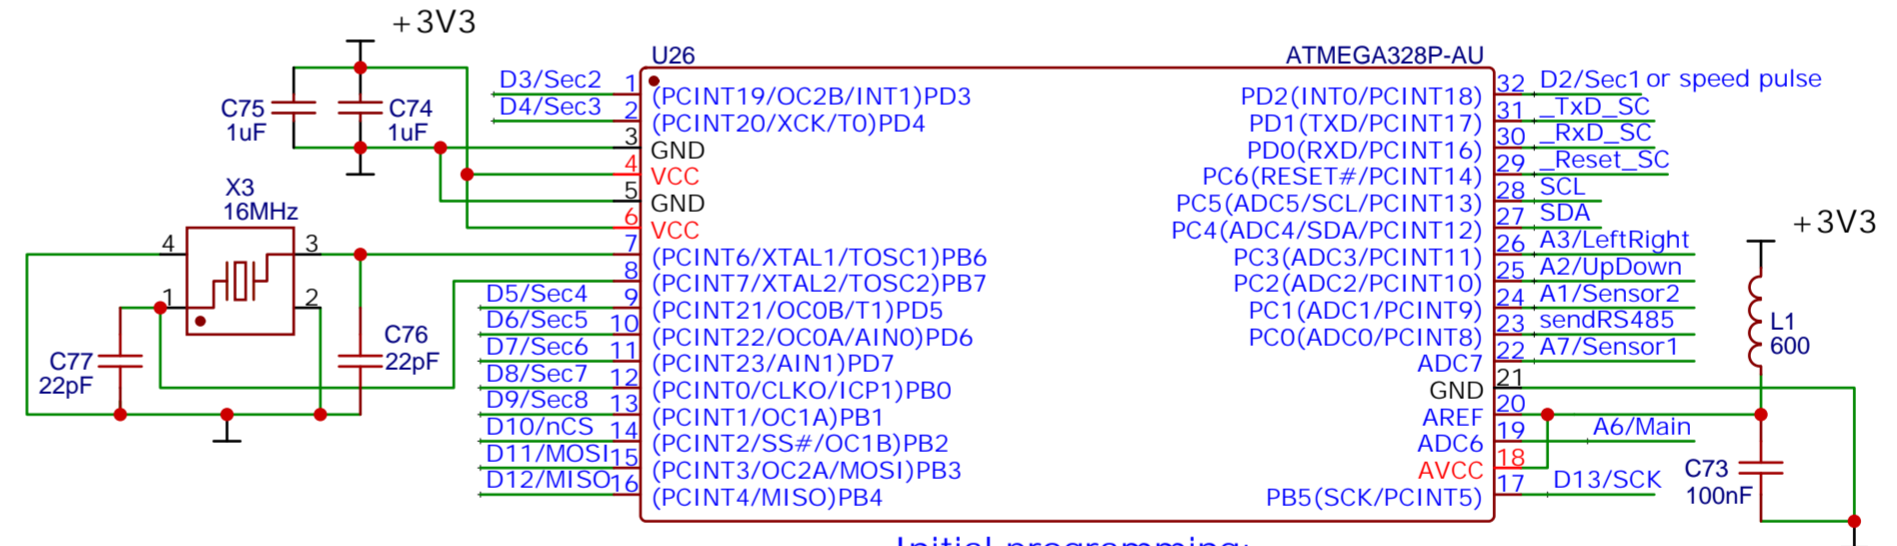 +3V3
U26
ATMEGA328P-AU
C75
1uF
C74
1uF
X3
16MHz
4
3
1
2
C77
22pF
C76
22pF
D3/Sec2 1 (PCINT19/OC2B/INT1)PD3
D4/Sec3 2 (PCINT20/XCK/T0)PD4
3 GND
4 VCC
5 GND
6 VCC
7 (PCINT6/XTAL1/TOSC1)PB6
8 (PCINT7/XTAL2/TOSC2)PB7
D5/Sec4 9 (PCINT21/OC0B/T1)PD5
D6/Sec5 10 (PCINT22/OC0A/AIN0)PD6
D7/Sec6 11 (PCINT23/AIN1)PD7
D8/Sec7 12 (PCINT0/CLKO/ICP1)PB0
D9/Sec8 13 (PCINT1/OC1A)PB1
D10/nCS 14 (PCINT2/SS#/OC1B)PB2
D11/MOSI 15 (PCINT3/OC2A/MOSI)PB3
D12/MISO 16 (PCINT4/MISO)PB4
PD2(INT0/PCINT18) 32 D2/Sec1 or speed pulse
PD1(TXD/PCINT17) 31 _TxD_SC
PD0(RXD/PCINT16) 30 _RxD_SC
PC6(RESET#/PCINT14) 29 _Reset_SC
PC5(ADC5/SCL/PCINT13) 28 SCL
PC4(ADC4/SDA/PCINT12) 27 SDA
PC3(ADC3/PCINT11) 26 A3/LeftRight
PC2(ADC2/PCINT10) 25 A2/UpDown
PC1(ADC1/PCINT9) 24 A1/Sensor2
PC0(ADC0/PCINT8) 23 sendRS485
ADC7 22 A7/Sensor1
GND 21
AREF 20
ADC6 19 A6/Main
AVCC 18
PB5(SCK/PCINT5) 17 D13/SCK
+3V3
L1
600
C73
100nF
Initial programming: